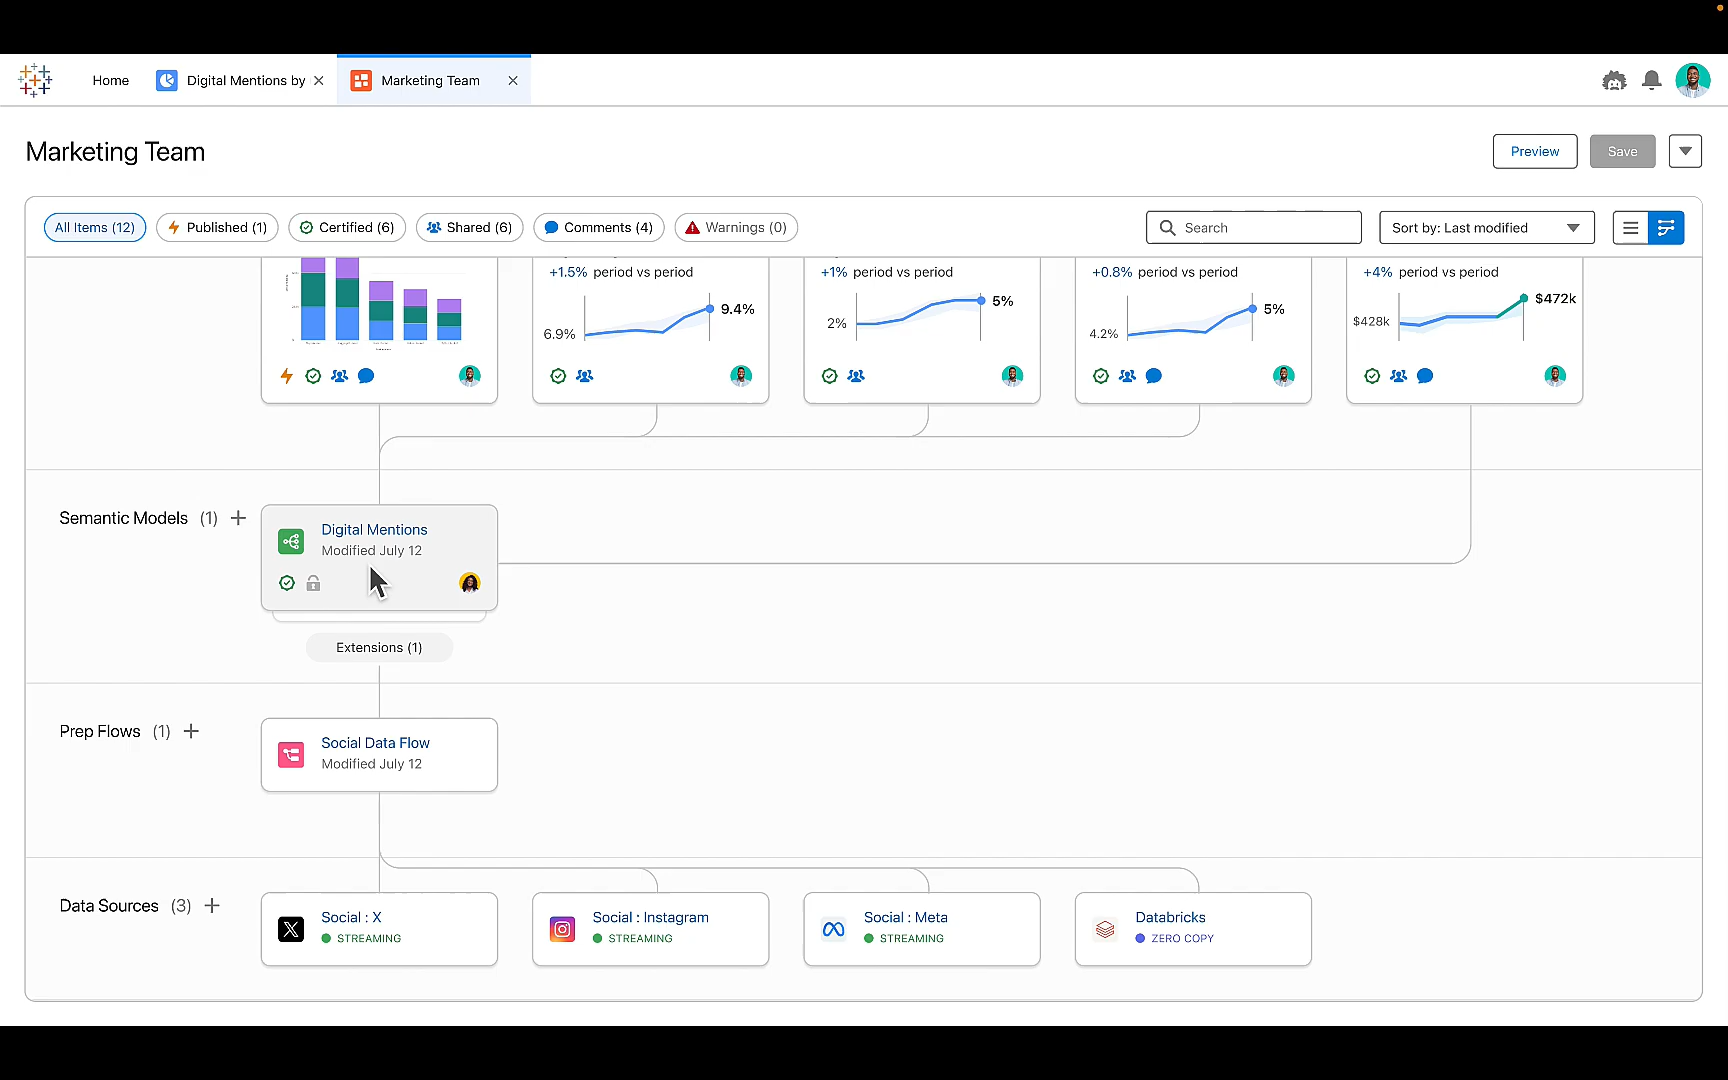 Home
Digital Mentions by
Marketing Team
Marketing Team
Preview
Save
All Items (12)
Published (1)
Certified (6)
Shared (6)
Comments (4)
Warnings (0)
Search
Sort by: Last modified
+1.5% period vs period
6.9%
9.4%
+1% period vs period
2%
5%
+0.8% period vs period
4.2%
5%
+4% period vs period
$428k
$472k
Semantic Models (1) +
Digital Mentions
Modified July 12
Extensions (1)
Prep Flows (1) +
Social Data Flow
Modified July 12
Data Sources (3) +
Social : X
STREAMING
Social : Instagram
STREAMING
Social : Meta
STREAMING
Databricks
ZERO COPY